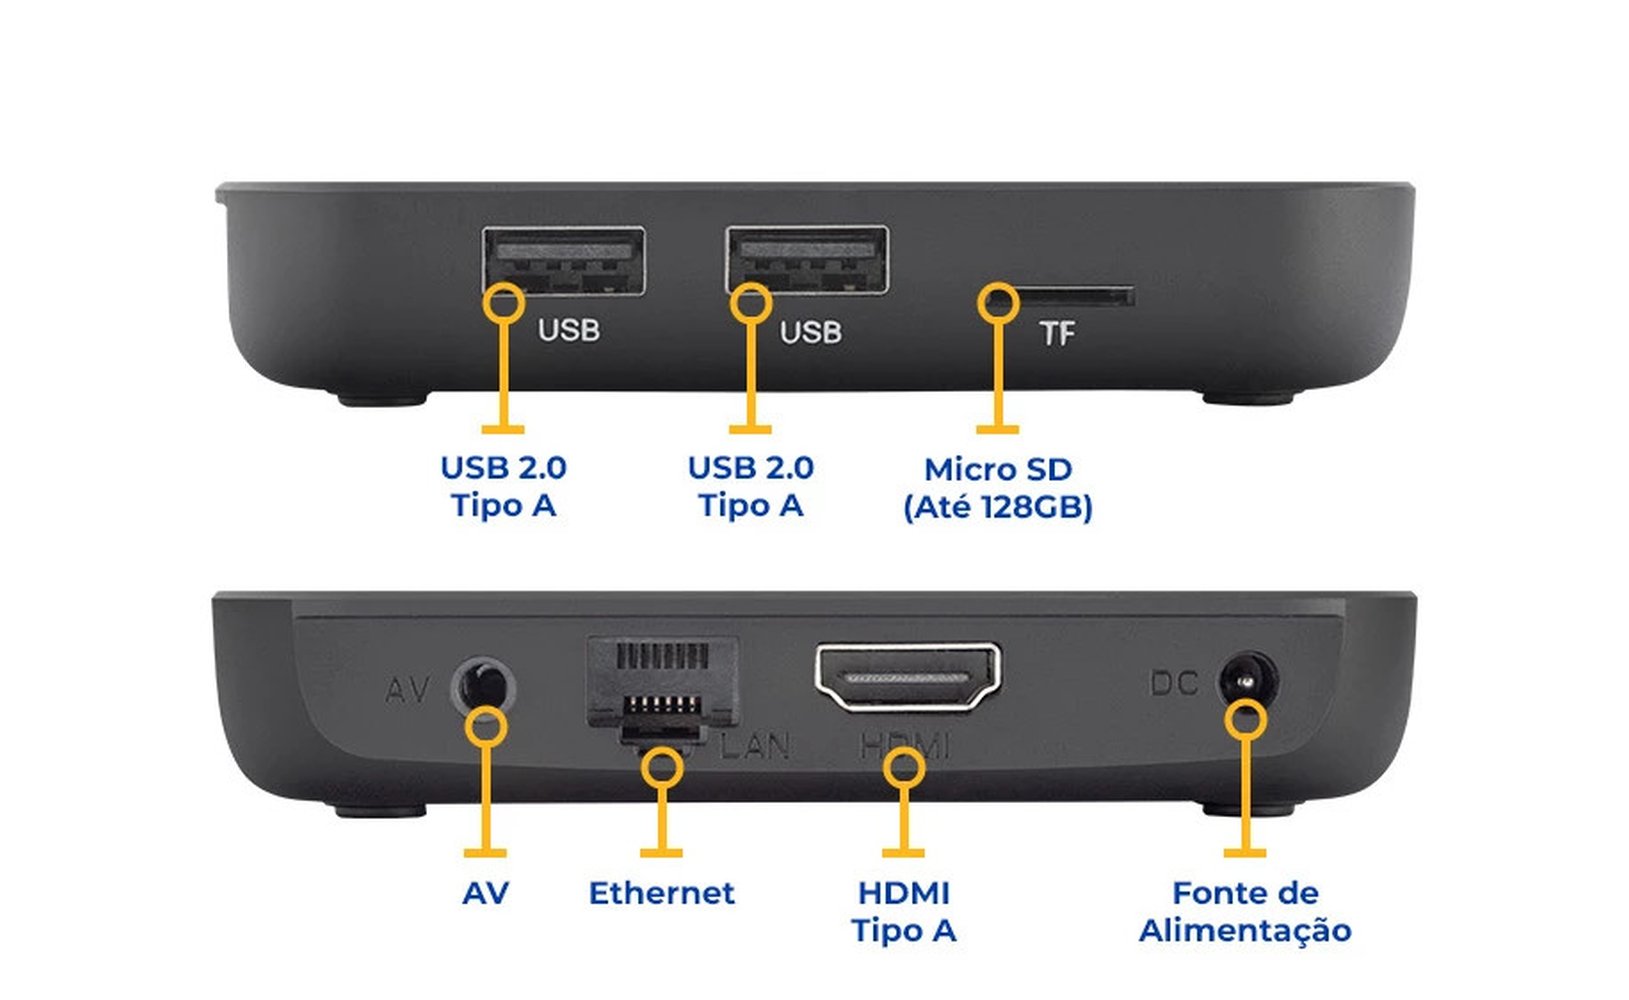 USB
USB
TF
USB 2.0
Tipo A
USB 2.0
Tipo A
Micro SD
(Até 128GB)
AV
LAN
HDMI
DC
AV
Ethernet
HDMI
Tipo A
Fonte de
Alimentação